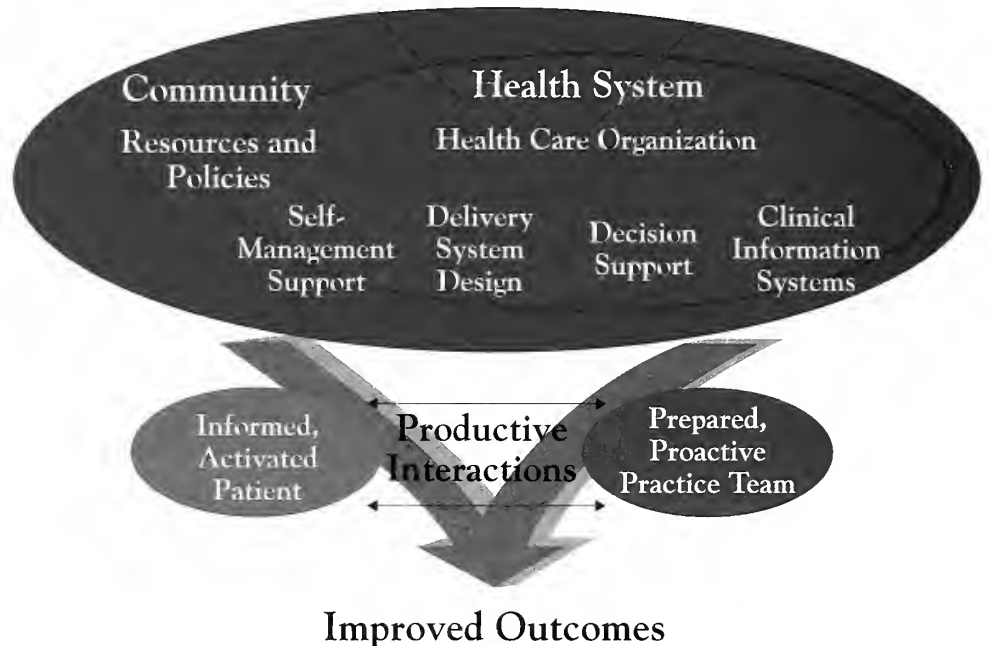 Community
Resources and
Policies
Health System
Health Care Organization
Self-
Management
Support
Delivery
System
Design
Decision
Support
Clinical
Information
Systems
Informed,
Activated
Patient
Productive
Interactions
Prepared,
Proactive
Practice Team
Improved Outcomes